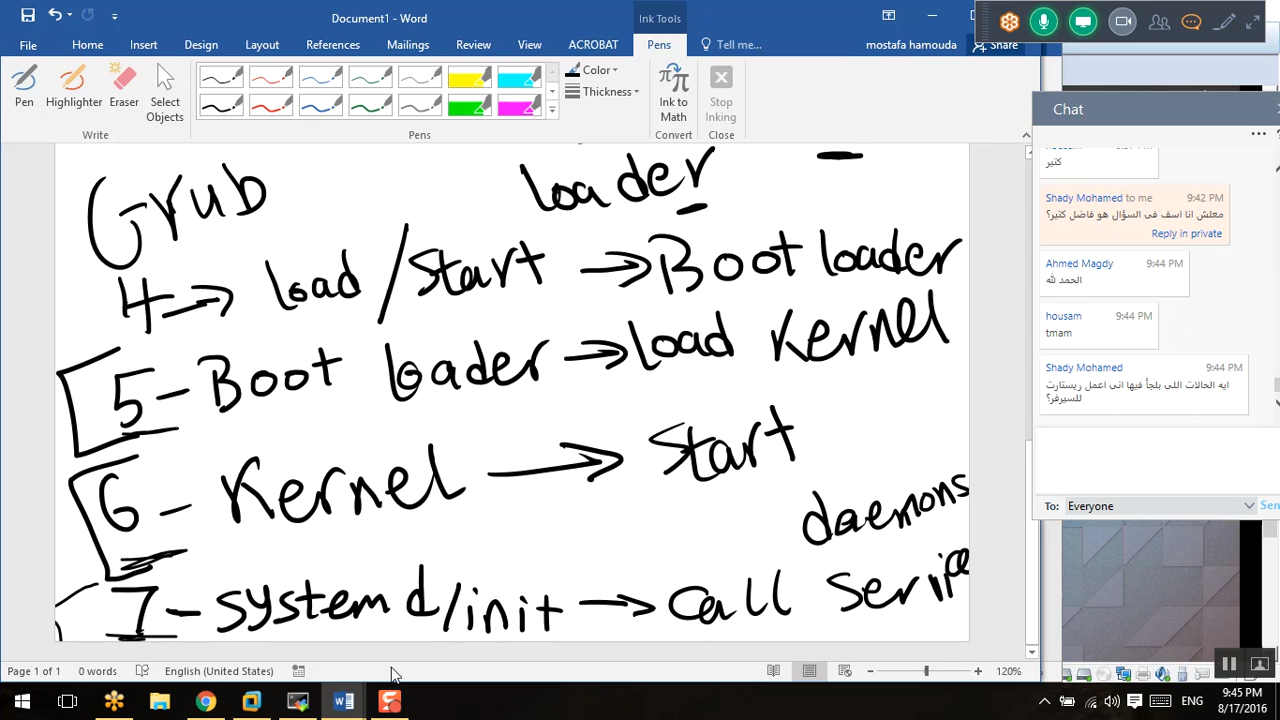 Document1 - Word
Ink Tools
File
Home
Insert
Design
Layout
References
Mailings
Review
View
ACROBAT
Pens
Tell me...
mostafa hamouda
Share
Pen
Highlighter
Eraser
Select Objects
Color
Thickness
Ink to Math
Stop Inking
Write
Pens
Convert
Close
Grub
loader
4 → load/start → Boot loader
5 - Boot loader → load Kernel
6 - Kernel → Start
daemons
7 - systemd/init → Call Service
Chat
كتير
Shady Mohamed to me 9:42 PM
معلش انا اسف فى السؤال هو فاضل كتير؟
Reply in private
Ahmed Magdy 9:44 PM
الحمد لله
housam 9:44 PM
tmam
Shady Mohamed 9:44 PM
ايه الحالات اللى بلجأ فيها انى اعمل ريستارت
للسيرفر؟
To: Everyone
Sen
Page 1 of 1
0 words
English (United States)
120%
ENG
9:45 PM
8/17/2016